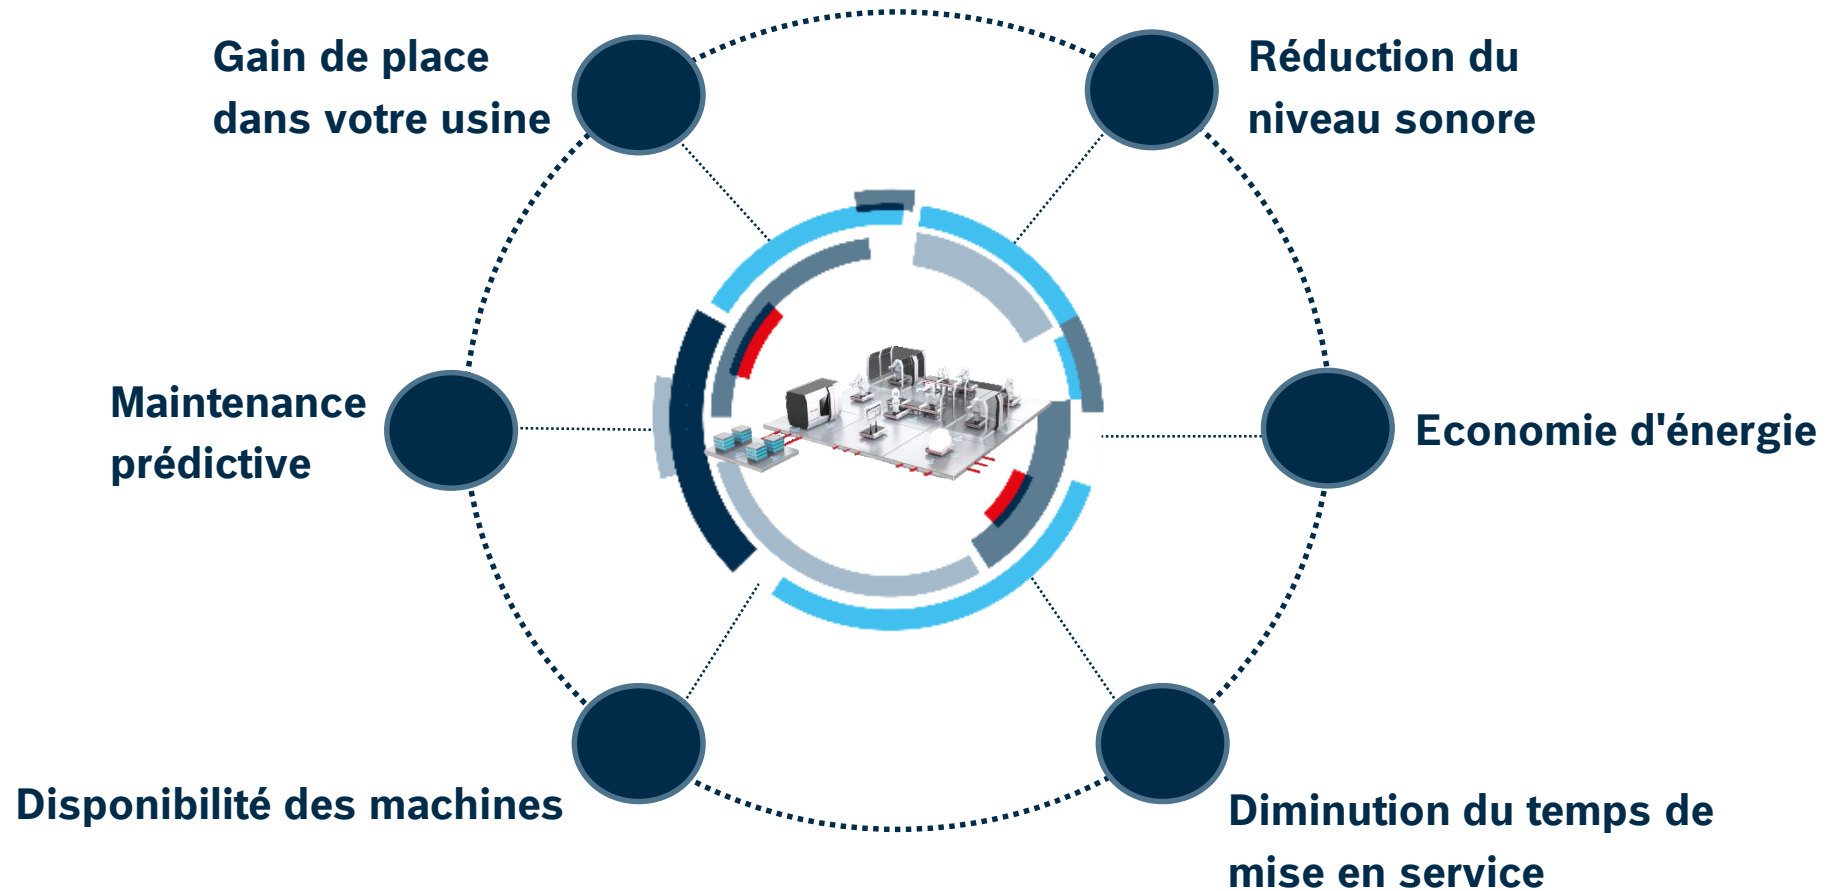 Gain de place
dans votre usine
Réduction du
niveau sonore
Maintenance
prédictive
Economie d'énergie
Disponibilité des machines
Diminution du temps de
mise en service